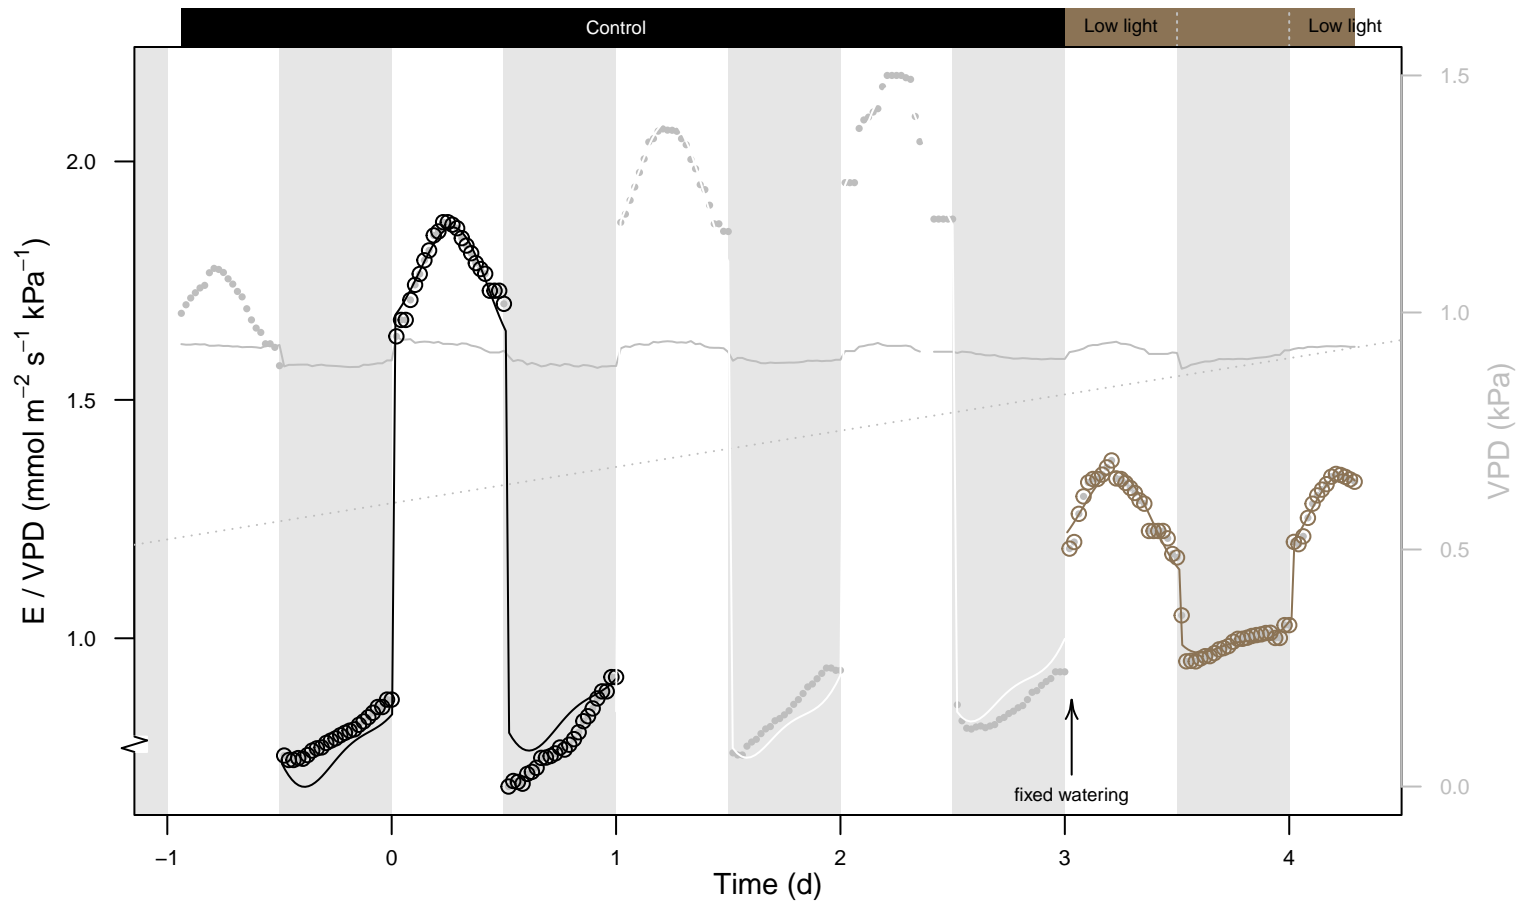 Control
Low light
Low light
E / VPD (mmol m⁻² s⁻¹ kPa⁻¹)
2.0
1.5
1.0
1.5
1.0
0.5
0.0
VPD (kPa)
fixed watering
−1
0
1
2
3
4
Time (d)